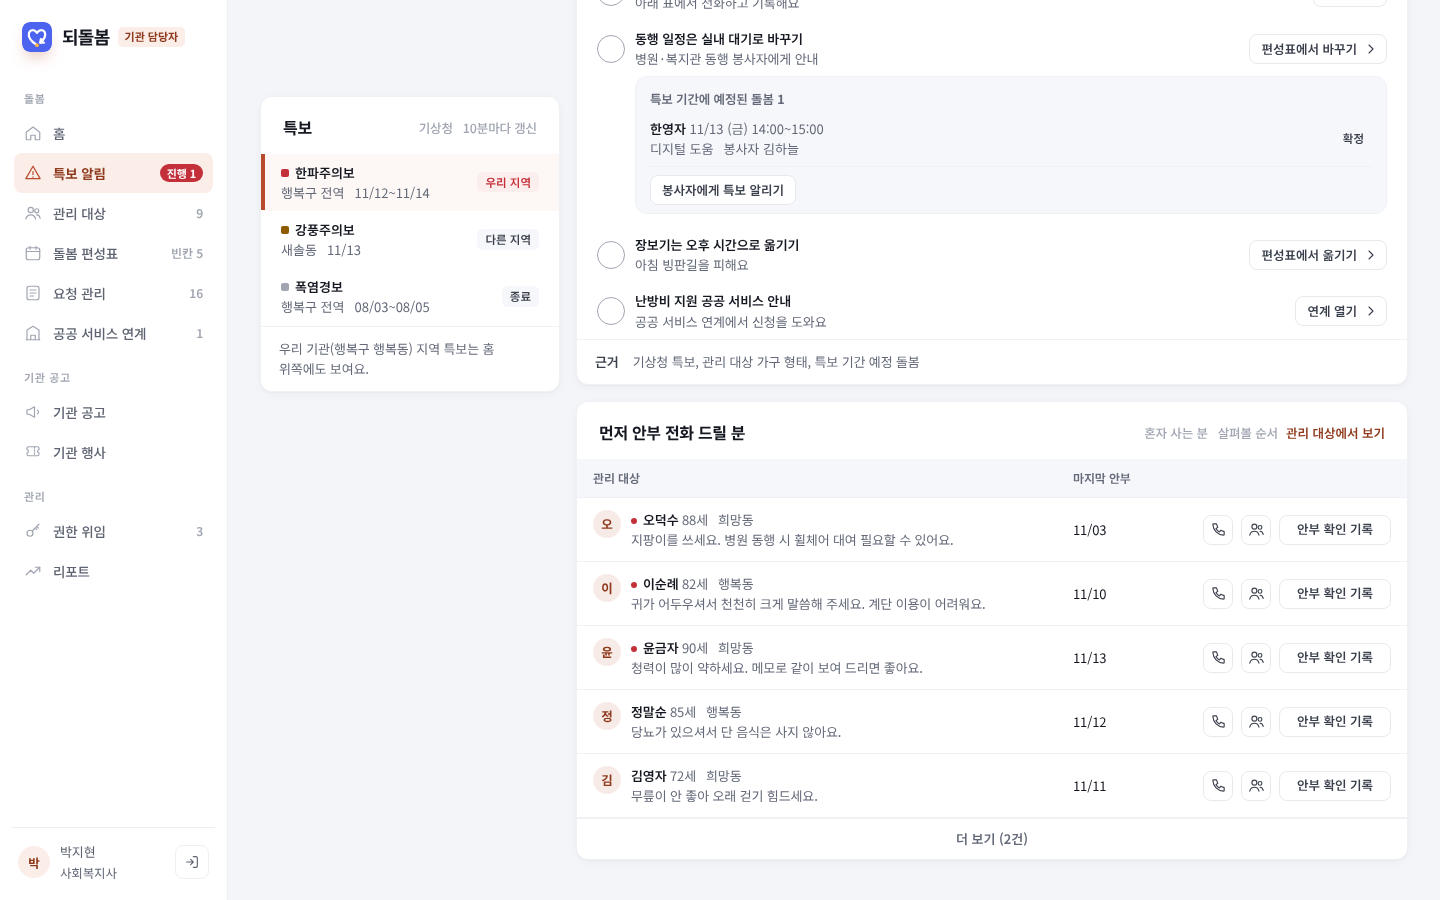 되돌봄 기관 담당자
돌봄
홈
특보 알림 진행 1
관리 대상 9
돌봄 편성표 빈칸 5
요청 관리 16
공공 서비스 연계 1
기관 공고
기관 공고
기관 행사
관리
권한 위임 3
리포트
박 박지현
사회복지사
특보 기상청 10분마다 갱신
한파주의보
행복구 전역 11/12~11/14
우리 지역
강풍주의보
새솔동 11/13
다른 지역
폭염경보
행복구 전역 08/03~08/05
종료
우리 기관(행복구 행복동) 지역 특보는 홈
위쪽에도 보여요.
아래 표에서 전화하고 기록해요
동행 일정은 실내 대기로 바꾸기
병원·복지관 동행 봉사자에게 안내
편성표에서 바꾸기
특보 기간에 예정된 돌봄 1
한영자 11/13 (금) 14:00~15:00
디지털 도움 봉사자 김하늘
확정
봉사자에게 특보 알리기
장보기는 오후 시간으로 옮기기
아침 빙판길을 피해요
편성표에서 옮기기
난방비 지원 공공 서비스 안내
공공 서비스 연계에서 신청을 도와요
연계 열기
근거 기상청 특보, 관리 대상 가구 형태, 특보 기간 예정 돌봄
먼저 안부 전화 드릴 분 혼자 사는 분 살펴볼 순서 관리 대상에서 보기
관리 대상 마지막 안부
오 오덕수 88세 희망동
지팡이를 쓰세요. 병원 동행 시 휠체어 대여 필요할 수 있어요.
11/03 안부 확인 기록
이 이순례 82세 행복동
귀가 어두우셔서 천천히 크게 말씀해 주세요. 계단 이용이 어려워요.
11/10 안부 확인 기록
윤 윤금자 90세 희망동
청력이 많이 약하세요. 메모로 같이 보여 드리면 좋아요.
11/13 안부 확인 기록
정 정말순 85세 행복동
당뇨가 있으셔서 단 음식은 사지 않아요.
11/12 안부 확인 기록
김 김영자 72세 희망동
무릎이 안 좋아 오래 걷기 힘드세요.
11/11 안부 확인 기록
더 보기 (2건)